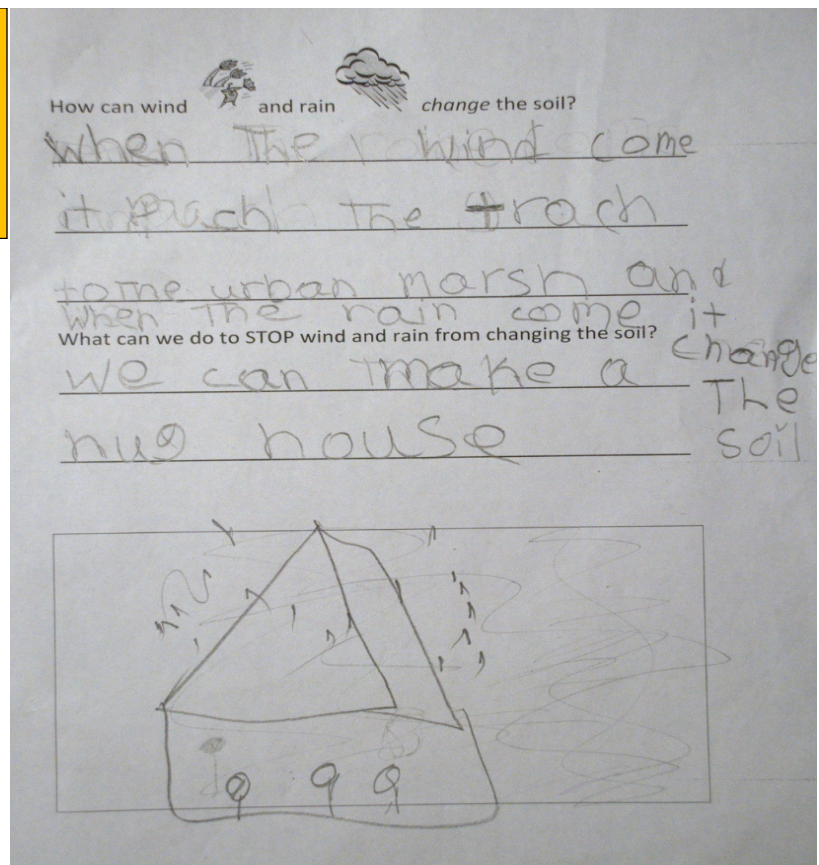 How can wind and rain change the soil?
When The wind come
it reach The trach
to The urban marsh and
When The rain come it
change
The
soil
What can we do to STOP wind and rain from changing the soil?
We can make a
hug house